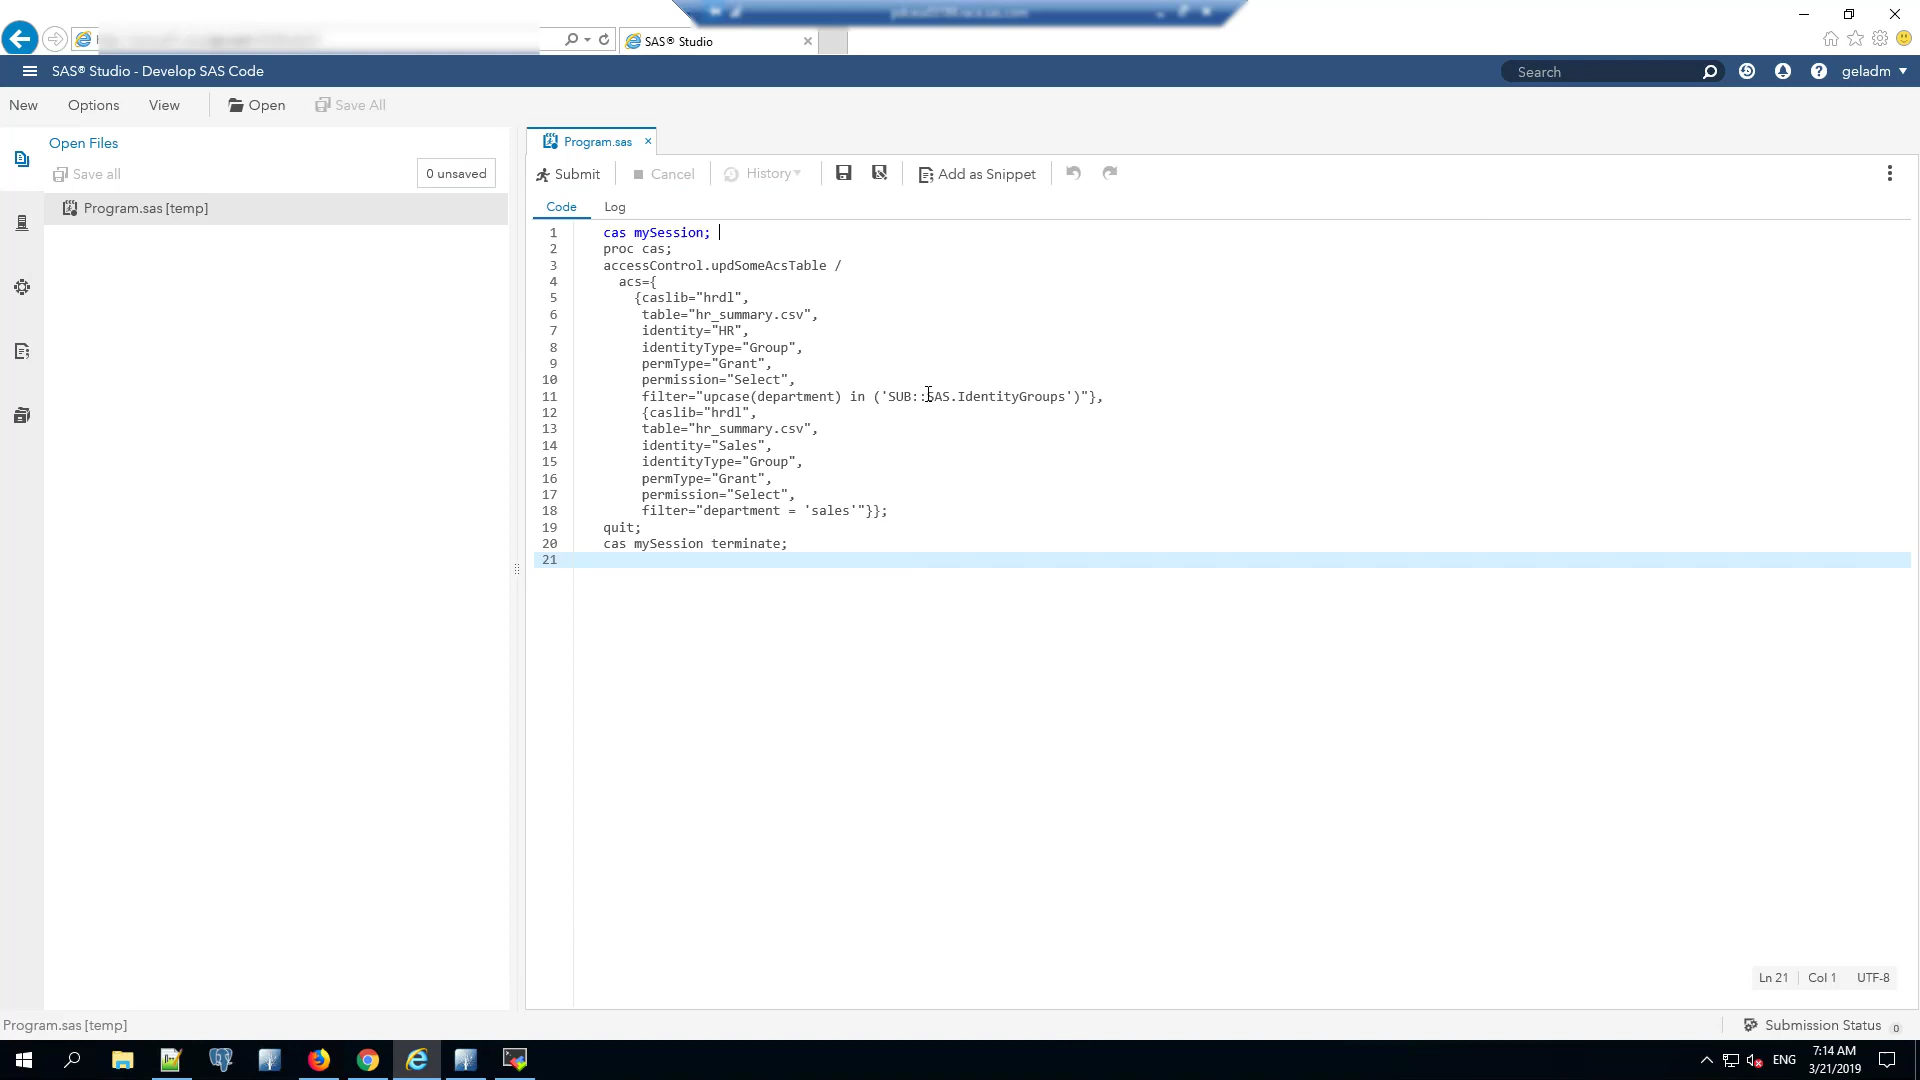 SAS® Studio
SAS® Studio - Develop SAS Code
Search
geladm
New Options View Open Save All
Open Files
Save all
0 unsaved
Program.sas [temp]
Program.sas
Submit Cancel History Add as Snippet
Code Log
1 cas mySession;
2 proc cas;
3 accessControl.updSomeAcsTable /
4 acs={
5 {caslib="hrdl",
6 table="hr_summary.csv",
7 identity="HR",
8 identityType="Group",
9 permType="Grant",
10 permission="Select",
11 filter="upcase(department) in ('SUB::SAS.IdentityGroups')"},
12 {caslib="hrdl",
13 table="hr_summary.csv",
14 identity="Sales",
15 identityType="Group",
16 permType="Grant",
17 permission="Select",
18 filter="department = 'sales'"}};
19 quit;
20 cas mySession terminate;
21
Ln 21 Col 1 UTF-8
Program.sas [temp]
Submission Status 0
ENG
7:14 AM
3/21/2019